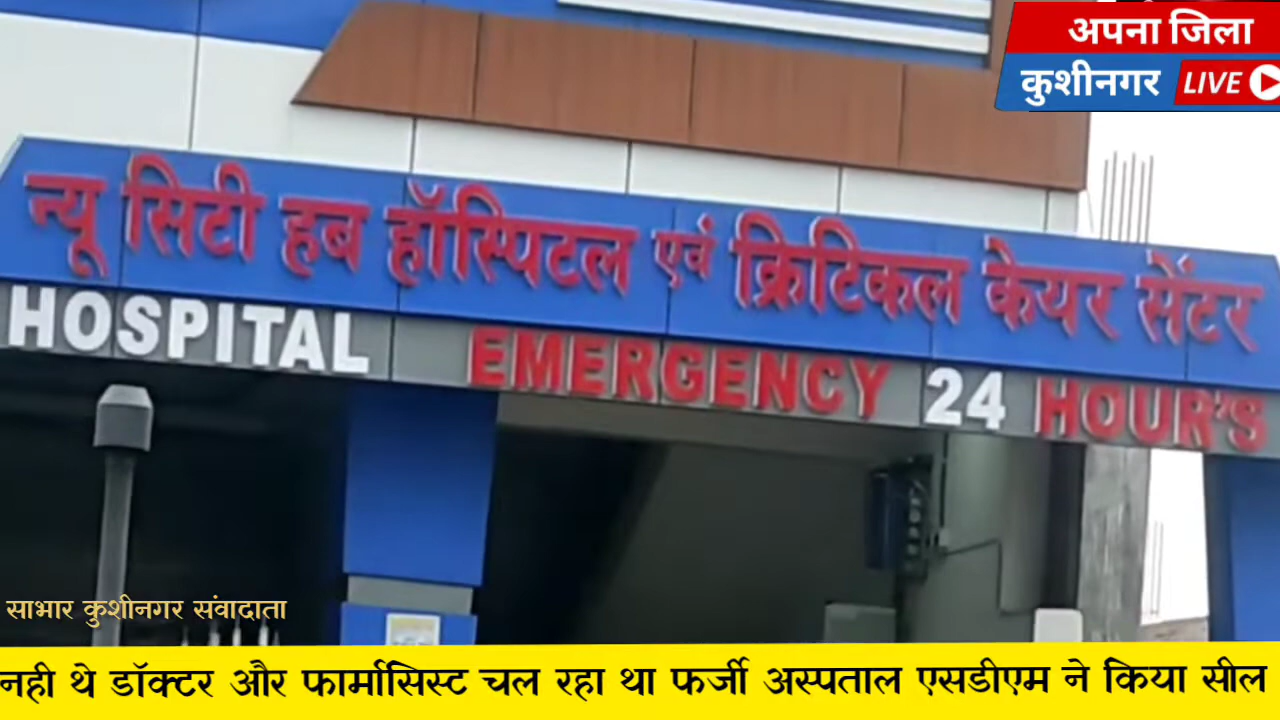 अपना जिला
कुशीनगर LIVE
न्यू सिटी हब हॉस्पिटल एवं क्रिटिकल केयर सेंटर
HOSPITAL EMERGENCY 24 HOUR'S
साभार कुशीनगर संवादाता
नही थे डॉक्टर और फार्मासिस्ट चल रहा था फर्जी अस्पताल एसडीएम ने किया सील